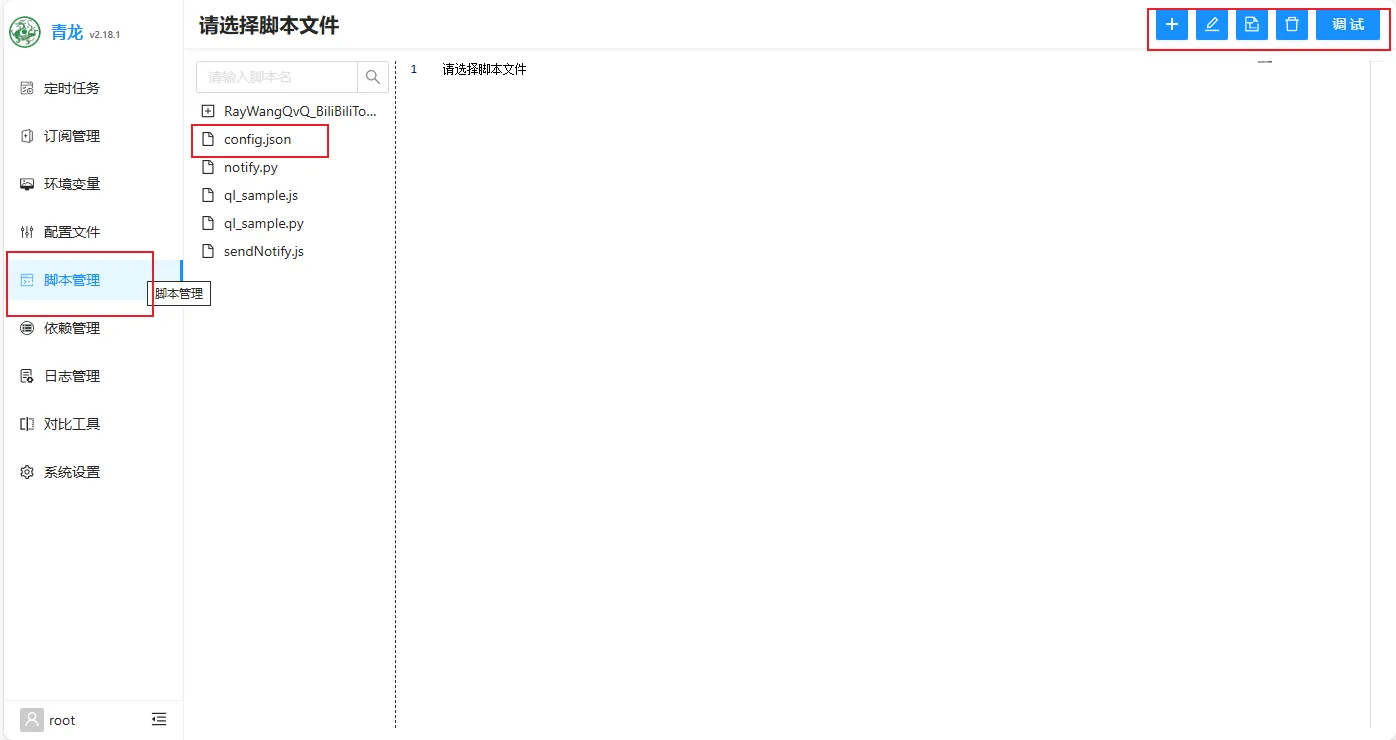 青龙 v2.18.1
定时任务
订阅管理
环境变量
配置文件
脚本管理
脚本管理
依赖管理
日志管理
对比工具
系统设置
root
请选择脚本文件
调 试
请输入脚本名
RayWangQvQ_BiliBiliTo...
config.json
notify.py
ql_sample.js
ql_sample.py
sendNotify.js
1 请选择脚本文件